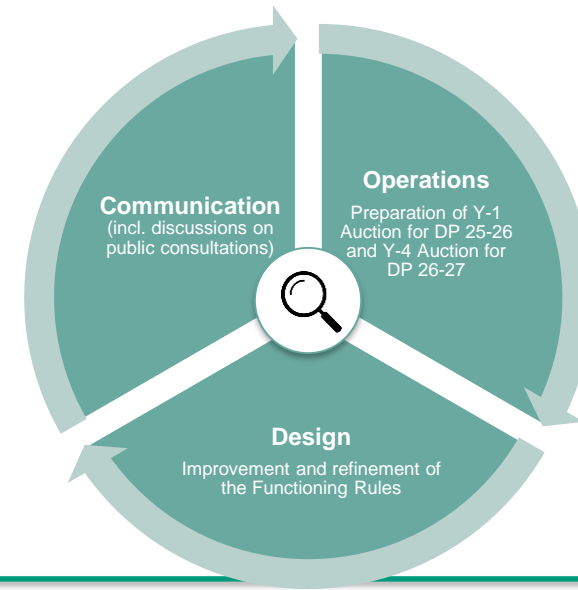 Communication
(incl. discussions on
public consultations)
Operations
Preparation of Y-1
Auction for DP 25-26
and Y-4 Auction for
DP 26-27
Design
Improvement and refinement of
the Functioning Rules